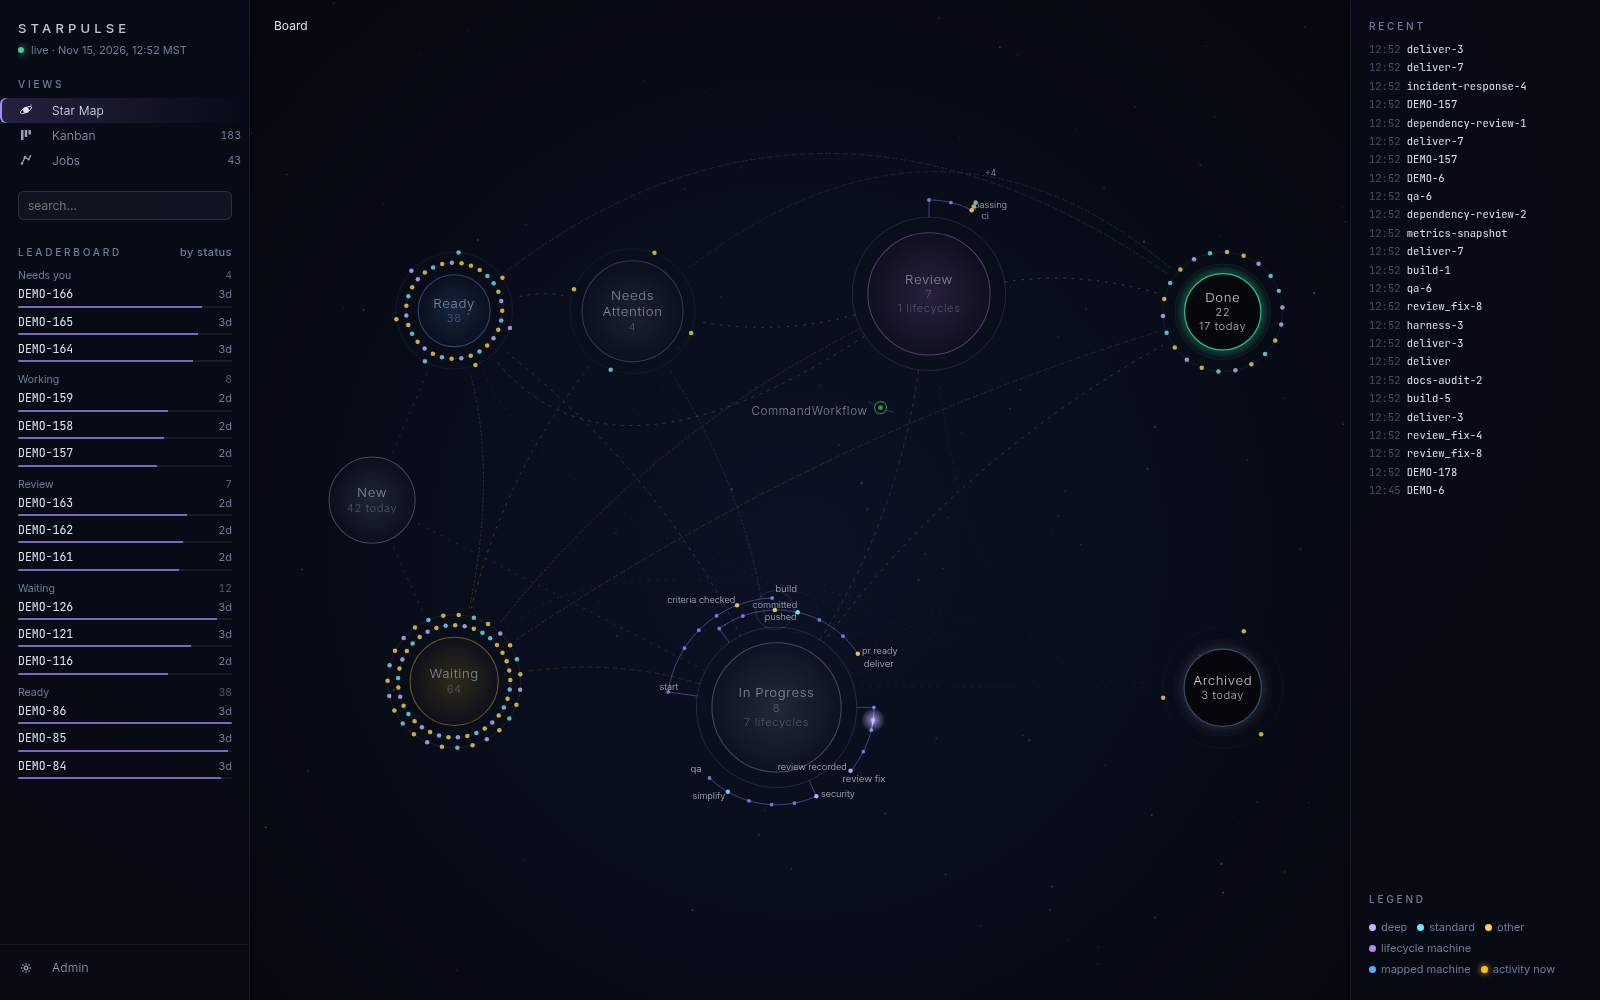 STARPULSE
live · Nov 15, 2026, 12:52 MST
VIEWS
Star Map
Kanban 183
Jobs 43
search...
LEADERBOARD by status
Needs you 4
DEMO-166 3d
DEMO-165 3d
DEMO-164 3d
Working 8
DEMO-159 2d
DEMO-158 2d
DEMO-157 2d
Review 7
DEMO-163 2d
DEMO-162 2d
DEMO-161 2d
Waiting 12
DEMO-126 3d
DEMO-121 3d
DEMO-116 2d
Ready 38
DEMO-86 3d
DEMO-85 3d
DEMO-84 3d
Admin
Board
+4
passing
ci
Ready
38
Needs
Attention
4
Review
7
1 lifecycles
Done
22
17 today
CommandWorkflow
New
42 today
build
criteria checked
committed
pushed
pr ready
deliver
start
Waiting
64
In Progress
8
7 lifecycles
Archived
3 today
review recorded
review fix
qa
simplify
security
RECENT
12:52 deliver-3
12:52 deliver-7
12:52 incident-response-4
12:52 DEMO-157
12:52 dependency-review-1
12:52 deliver-7
12:52 DEMO-157
12:52 DEMO-6
12:52 qa-6
12:52 dependency-review-2
12:52 metrics-snapshot
12:52 deliver-7
12:52 build-1
12:52 qa-6
12:52 review_fix-8
12:52 harness-3
12:52 deliver-3
12:52 deliver
12:52 docs-audit-2
12:52 build-5
12:52 deliver-3
12:52 review_fix-4
12:52 review_fix-8
12:52 DEMO-178
12:45 DEMO-6
LEGEND
deep standard other
lifecycle machine
mapped machine activity now